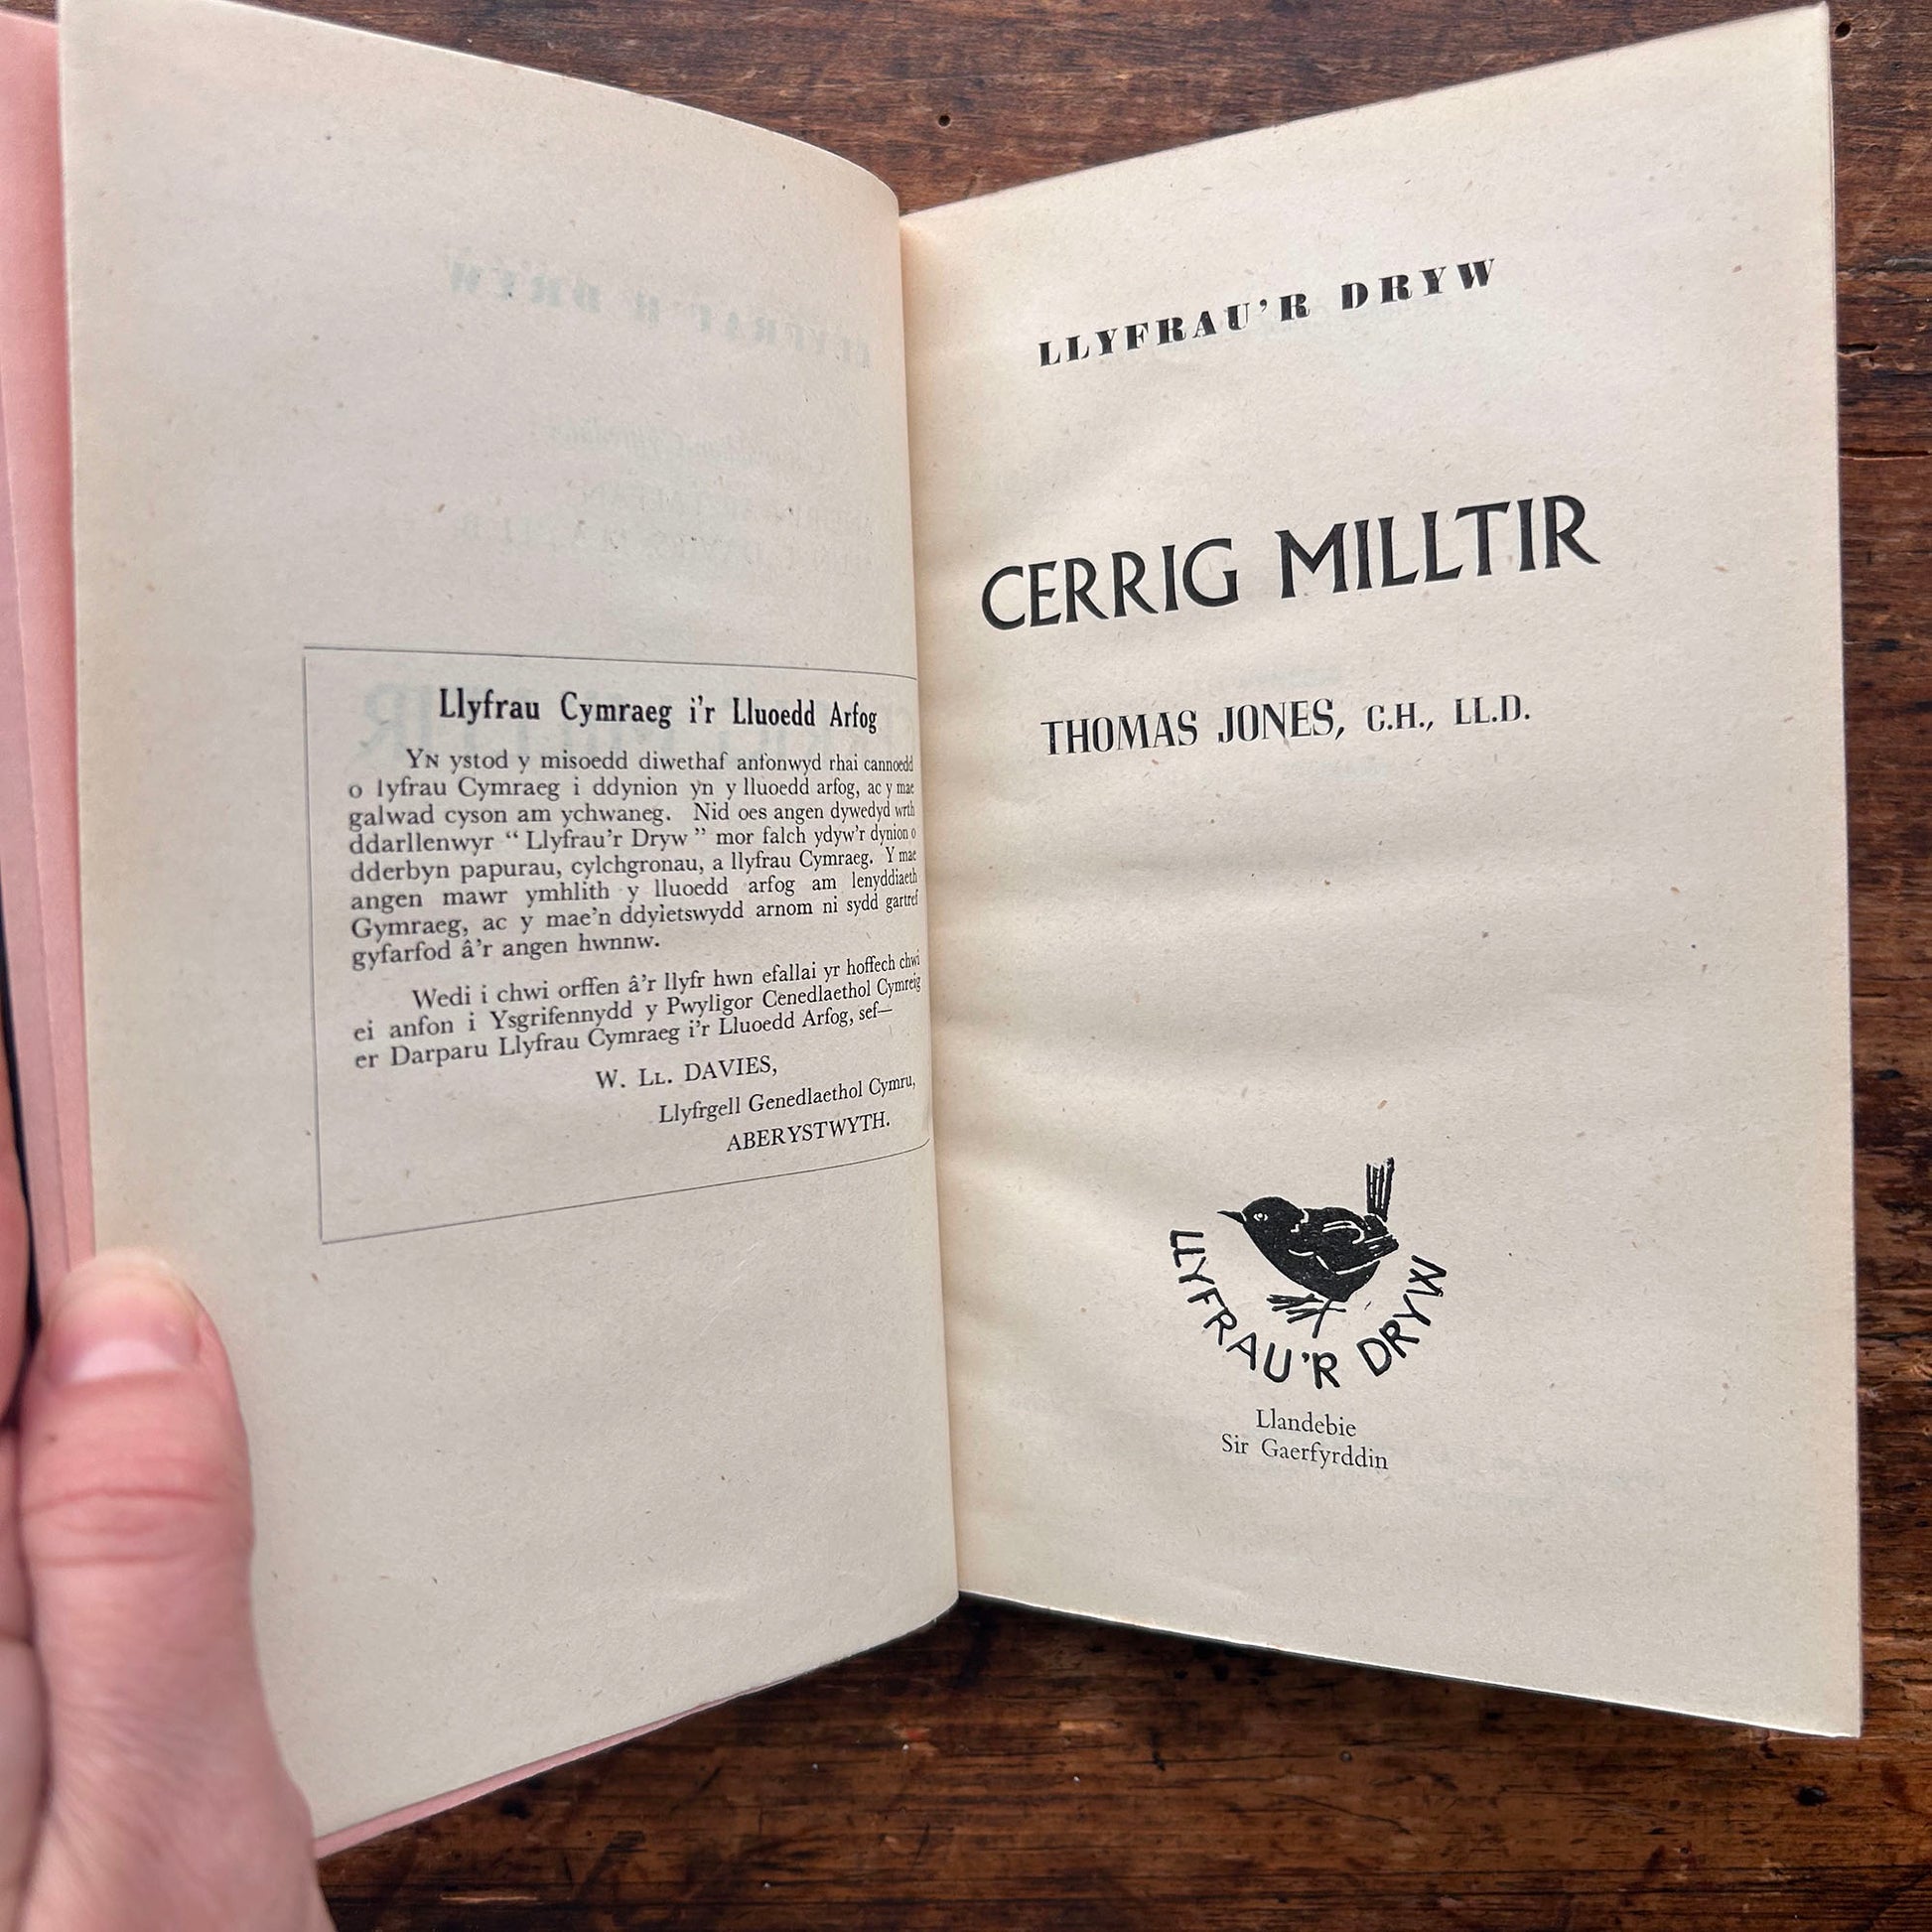 Llyfrau Cymraeg i'r Lluoedd Arfog
YN ystod y misoedd diwethaf anfonwyd rhai cannoedd
o lyfrau Cymraeg i ddynion yn y lluoedd arfog, ac y mae
galwad cyson am ychwaneg. Nid oes angen dywedyd wrth
ddarllenwyr “ Llyfrau'r Dryw ” mor falch ydyw'r dynion o
dderbyn papurau, cylchgronau, a llyfrau Cymraeg. Y mae
angen mawr ymhlith y lluoedd arfog am lenyddiaeth
Gymraeg, ac y mae'n ddyletswydd arnom ni sydd gartref
gyfarfod â'r angen hwnnw.
Wedi i chwi orffen â'r llyfr hwn efallai yr hoffech chwi
ei anfon i Ysgrifennydd y Pwyllgor Cenedlaethol Cymreig
er Darparu Llyfrau Cymraeg i'r Lluoedd Arfog, sef—
W. LL. DAVIES,
Llyfrgell Genedlaethol Cymru,
ABERYSTWYTH.
LLYFRAU'R DRYW
CERRIG MILLTIR
THOMAS JONES, C.H., LL.D.
LLYFRAU'R DRYW
Llandebie
Sir Gaerfyrddin